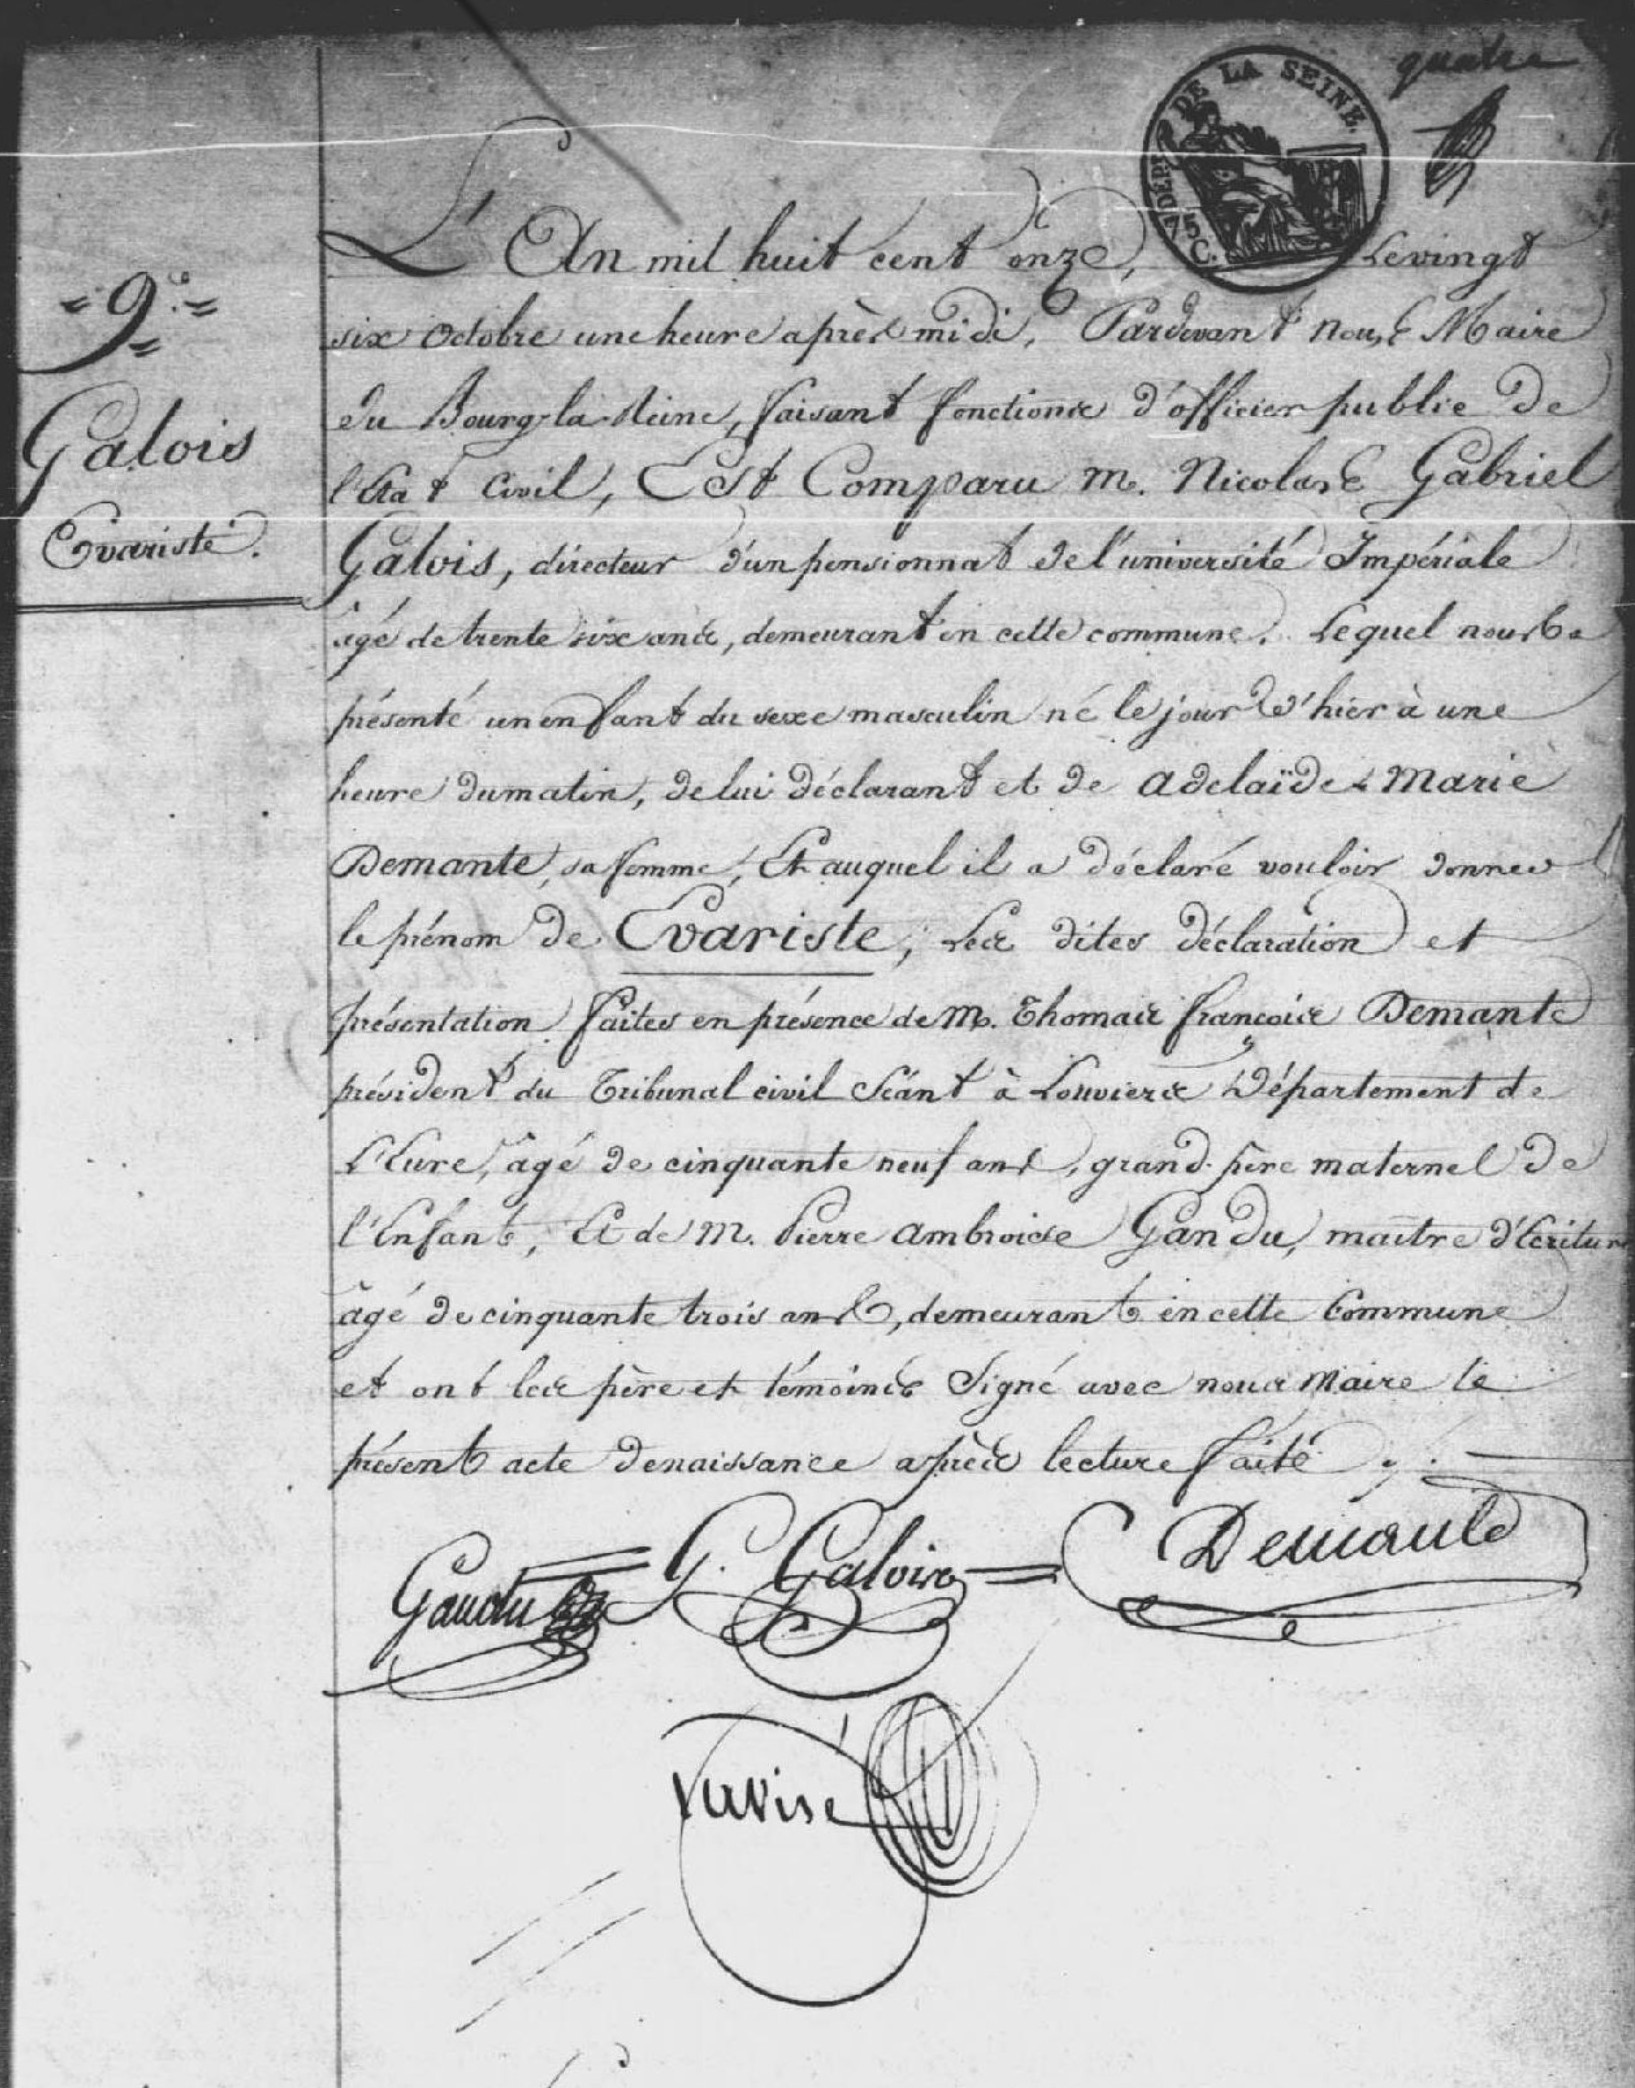 quatre
DEPT. DE LA SEINE.
75 C.
= 9.e =
Galois
Evariste.
L'An mil huit cent onze, Le vingt
six Octobre une heure après midi, Pardevant nous Maire
du Bourg-la-Reine, faisant fonctions d'officier public de
l'Etat Civil, Est Comparu M. Nicolas Gabriel
Galois, directeur d'un pensionnat de l'université Impériale
âgé de trente six ans, demeurant en cette commune. Lequel nous a
présenté un enfant du sexe masculin né le jour d'hier à une
heure du matin, de lui déclarant et de Adelaïde Marie
Demante, sa femme, Et auquel il a déclaré vouloir donner
le prénom de Evariste; Les dites déclaration et
présentation faites en présence de M. Thomas françois Demante
président du Tribunal civil Séant à Louviers Département de
L'Eure, âgé de cinquante neuf ans, grand-père maternel de
l'Enfant, Et de M. Pierre Ambroise Gandu, maître d'Ecriture
âgé de cinquante trois ans, demeurant en cette Commune
et ont les père et témoins Signé avec nous Maire le
présent acte de naissance après lecture faite ./.
Gandu G. Galois Demante